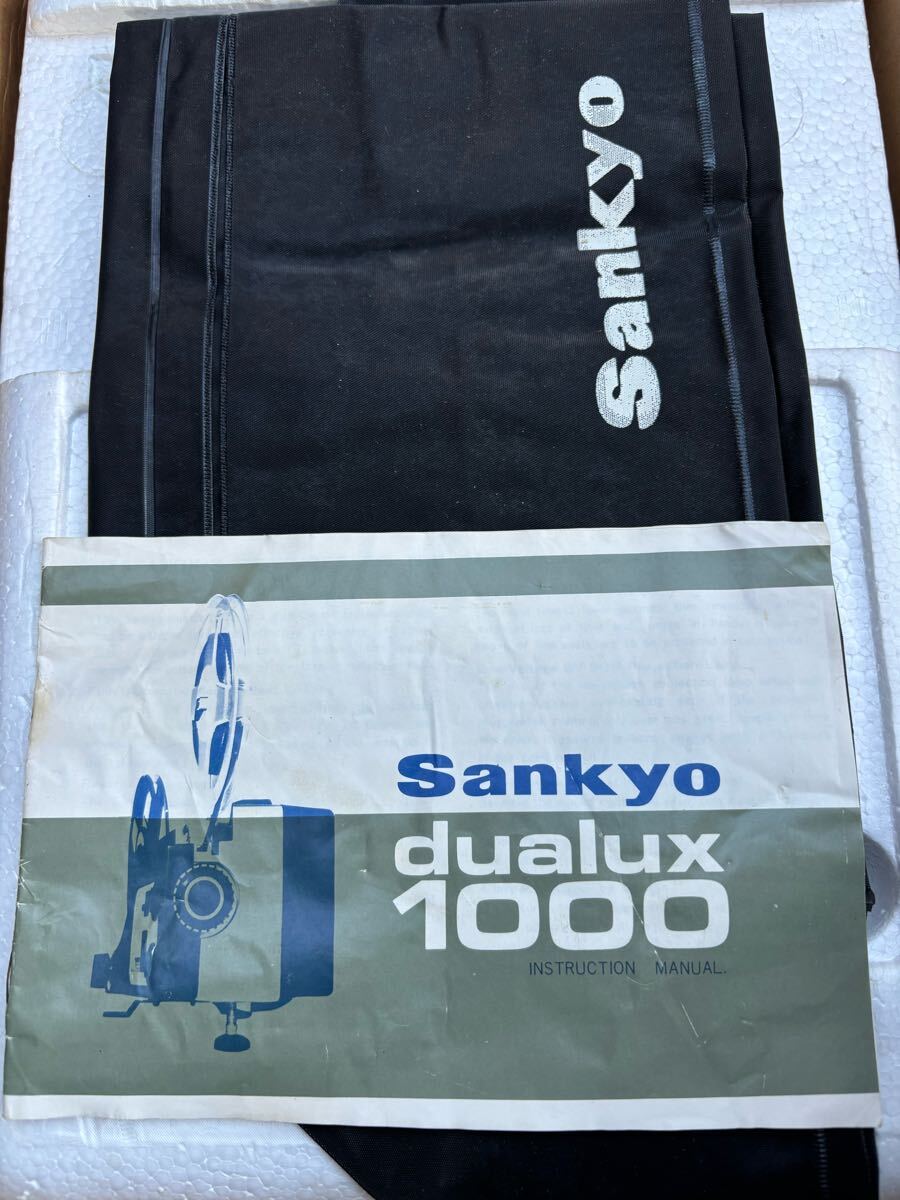 Sankyo
Sankyo
dualux
1000
INSTRUCTION MANUAL.